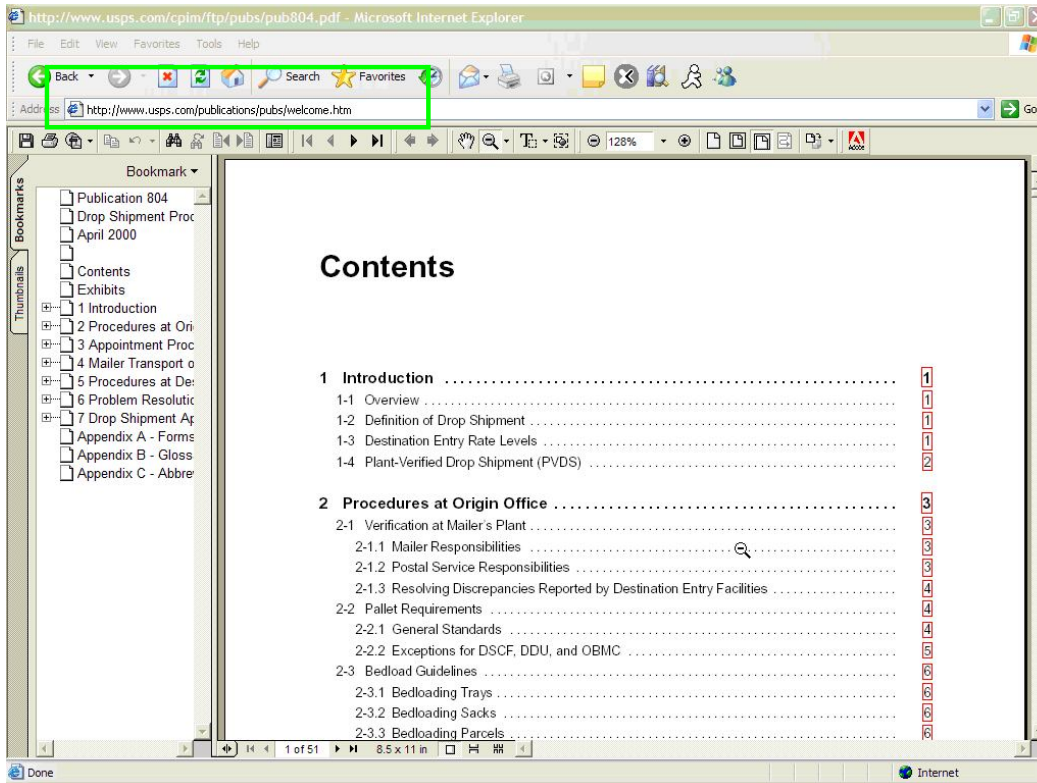 http://www.usps.com/cpim/ftp/pubs/pub804.pdf - Microsoft Internet Explorer
File Edit View Favorites Tools Help
Back Search Favorites
Address http://www.usps.com/publications/pubs/welcome.htm Go
128% Adobe
Bookmarks
Thumbnails
Bookmark
Publication 804
Drop Shipment Proc
April 2000
Contents
Exhibits
1 Introduction
2 Procedures at Ori
3 Appointment Proc
4 Mailer Transport o
5 Procedures at Des
6 Problem Resolutic
7 Drop Shipment Ap
Appendix A - Forms
Appendix B - Gloss
Appendix C - Abbre
Contents
1 Introduction . . . . . 1
1-1 Overview . . . . . 1
1-2 Definition of Drop Shipment . . . . . 1
1-3 Destination Entry Rate Levels . . . . . 1
1-4 Plant-Verified Drop Shipment (PVDS) . . . . . 2
2 Procedures at Origin Office . . . . . 3
2-1 Verification at Mailer's Plant . . . . . 3
2-1.1 Mailer Responsibilities . . . . . 3
2-1.2 Postal Service Responsibilities . . . . . 3
2-1.3 Resolving Discrepancies Reported by Destination Entry Facilities . . . . . 4
2-2 Pallet Requirements . . . . . 4
2-2.1 General Standards . . . . . 4
2-2.2 Exceptions for DSCF, DDU, and OBMC . . . . . 5
2-3 Bedload Guidelines . . . . . 6
2-3.1 Bedloading Trays . . . . . 6
2-3.2 Bedloading Sacks . . . . . 6
2-3.3 Bedloading Parcels . . . . . 6
1 of 51 8.5 x 11 in
Done Internet